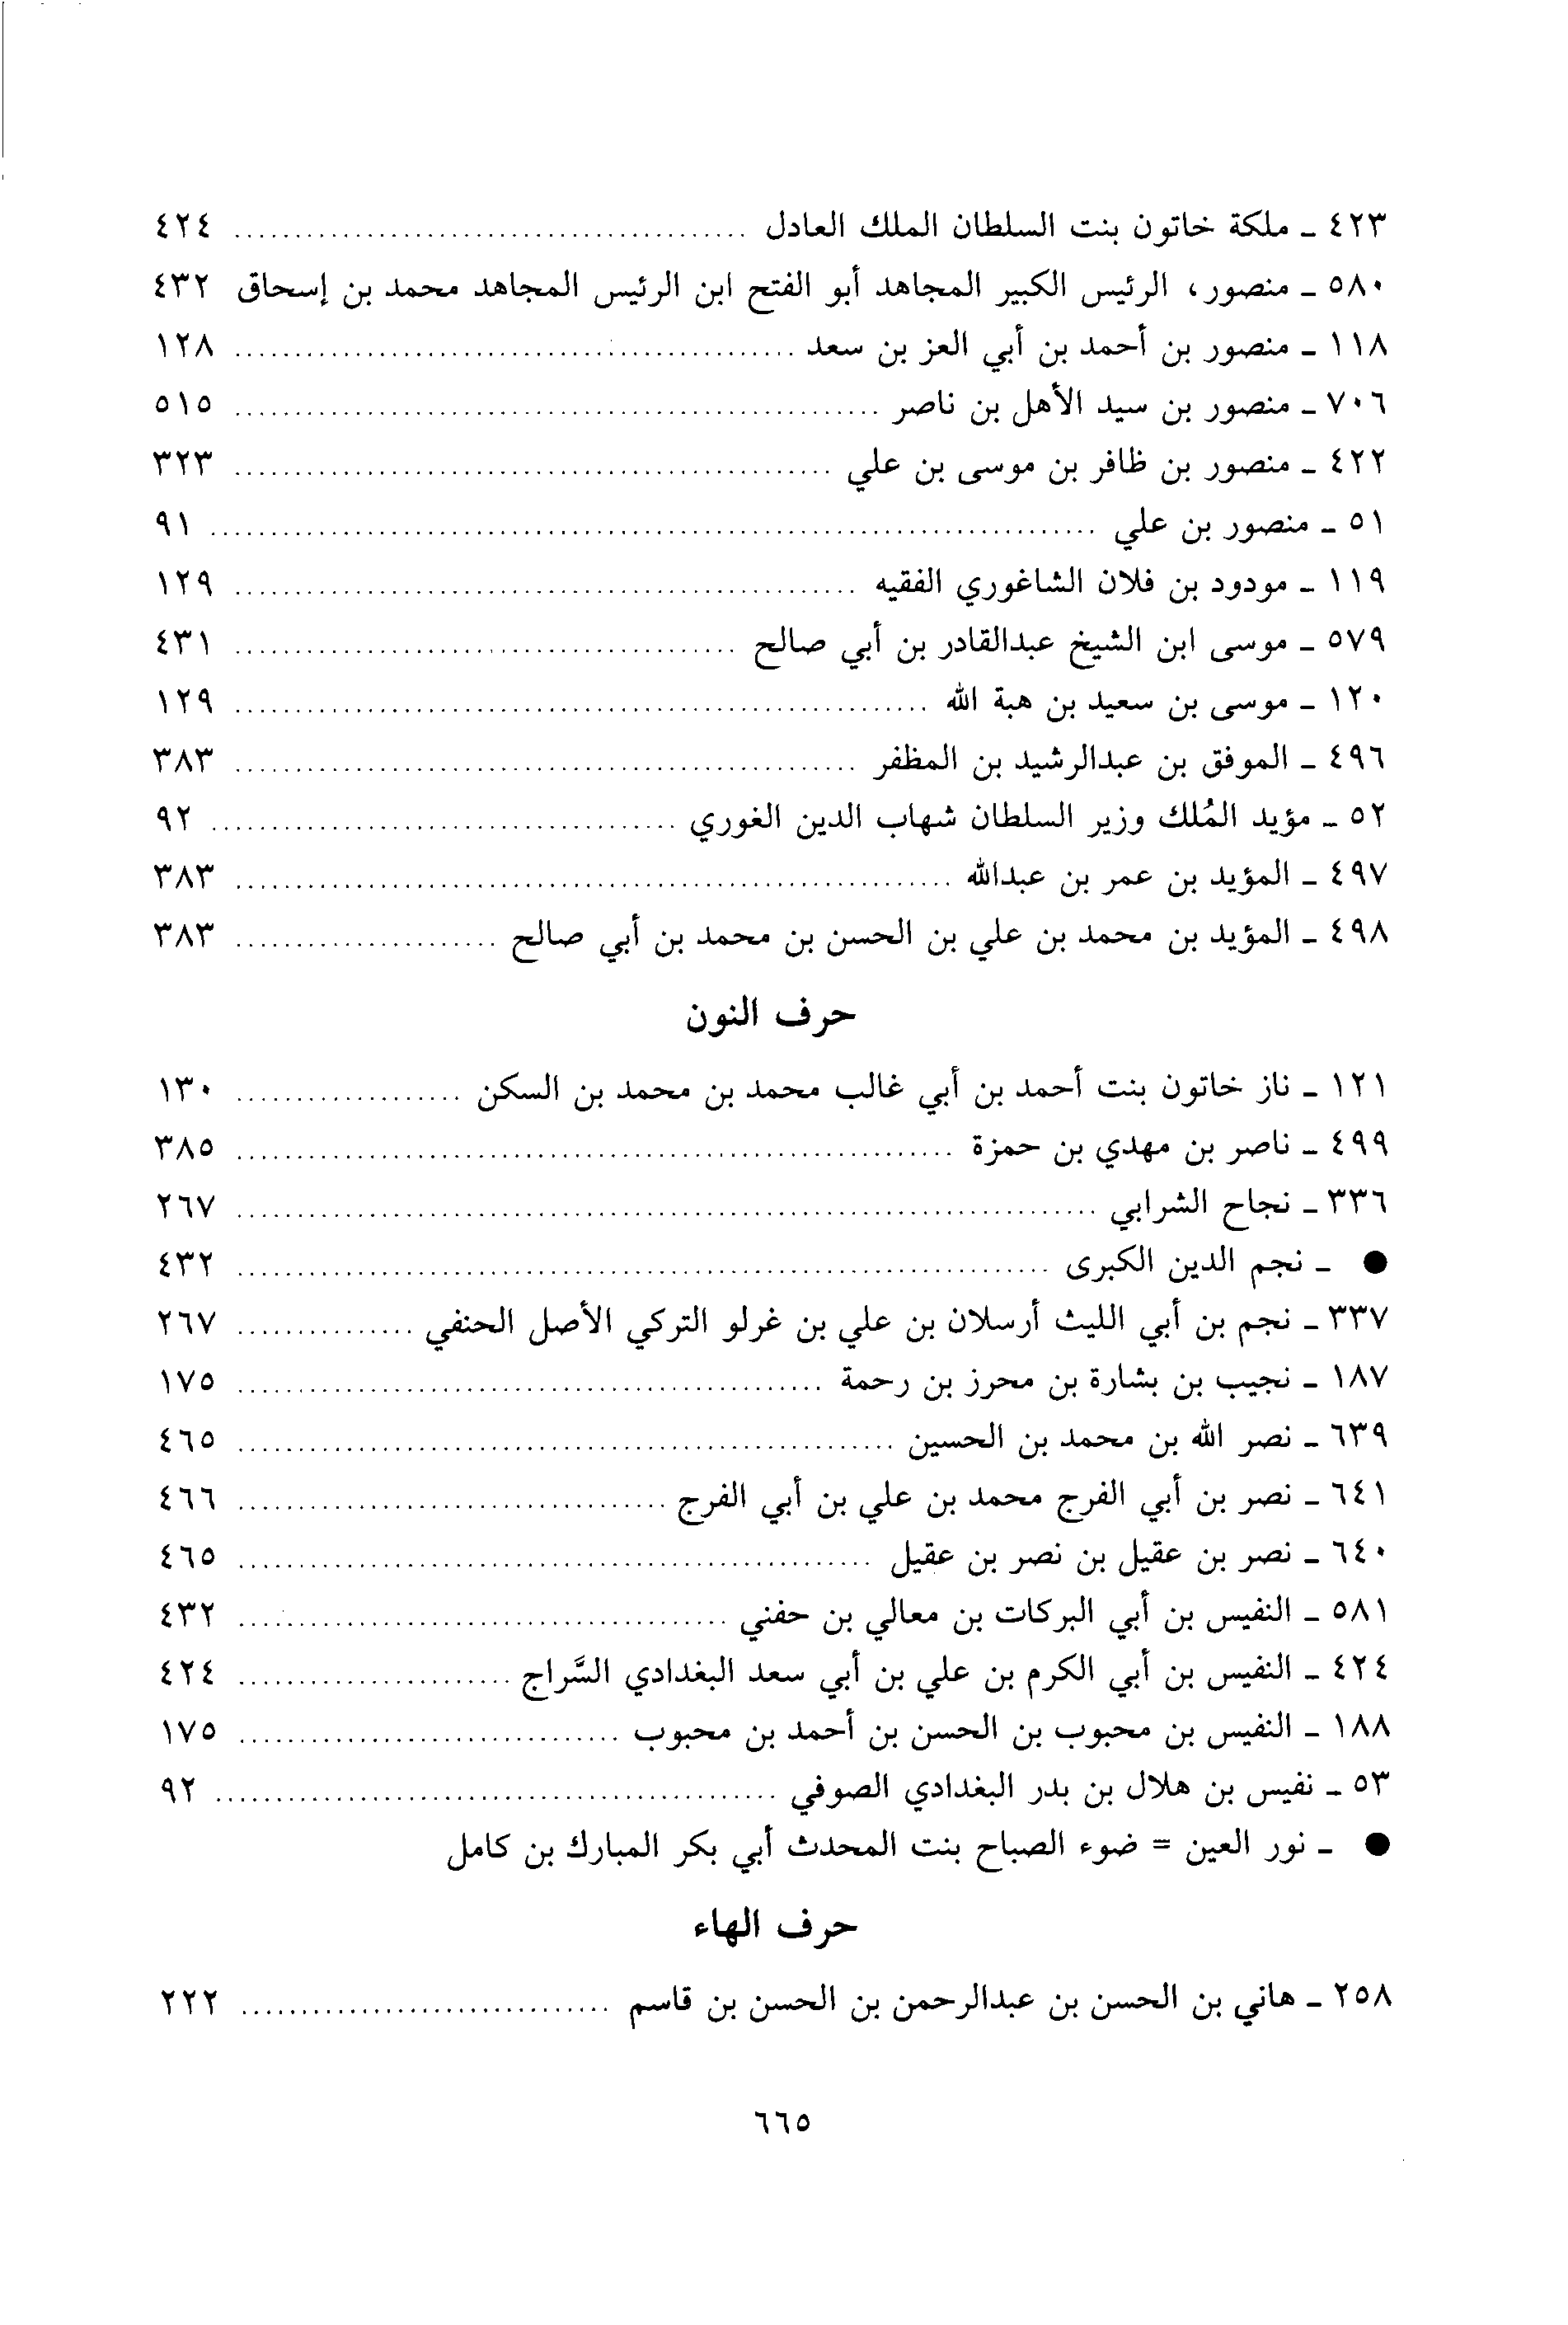 ٤٢٣ ـ ملكة خاتون بنت السلطان الملك العادل ........................................... ٤٢٤
٥٨٠ ـ منصور، الرئيس الكبير المجاهد أبو الفتح ابن الرئيس المجاهد محمد بن إسحاق ٤٣٢
١١٨ ـ منصور بن أحمد بن أبي العز بن سعد ............................................... ١٢٨
٧٠٦ ـ منصور بن سيد الأهل بن ناصر ...................................................... ٥١٥
٤٢٢ ـ منصور بن ظافر بن موسى بن علي .................................................. ٣٢٣
٥١ ـ منصور بن علي .......................................................................... ٩١
١١٩ ـ مودود بن فلان الشاغوري الفقيه .................................................... ١٢٩
٥٧٩ ـ موسى ابن الشيخ عبدالقادر بن أبي صالح .......................................... ٤٣١
١٢٠ ـ موسى بن سعيد بن هبة الله .......................................................... ١٢٩
٤٩٦ ـ الموفق بن عبدالرشيد بن المظفر .................................................... ٣٨٣
٥٢ ـ مؤيد المُلك وزير السلطان شهاب الدين الغوري ....................................... ٩٢
٤٩٧ ـ المؤيد بن عمر بن عبدالله ............................................................ ٣٨٣
٤٩٨ ـ المؤيد بن محمد بن علي بن الحسن بن محمد بن أبي صالح ...................... ٣٨٣
حرف النون
١٢١ ـ ناز خاتون بنت أحمد بن أبي غالب محمد بن محمد بن السكن ................... ١٣٠
٤٩٩ ـ ناصر بن مهدي بن حمزة ............................................................ ٣٨٥
٣٣٦ ـ نجاح الشرابي ........................................................................ ٢٦٧
● ـ نجم الدين الكبرى .................................................................... ٤٣٢
٣٣٧ ـ نجم بن أبي الليث أرسلان بن علي بن غرلو التركي الأصل الحنفي ............... ٢٦٧
١٨٧ ـ نجيب بن بشارة بن محرز بن رحمة ................................................. ١٧٥
٦٣٩ ـ نصر الله بن محمد بن الحسين ....................................................... ٤٦٥
٦٤١ ـ نصر بن أبي الفرج محمد بن علي بن أبي الفرج .................................... ٤٦٦
٦٤٠ ـ نصر بن عقيل بن نصر بن عقيل ..................................................... ٤٦٥
٥٨١ ـ النفيس بن أبي البركات بن معالي بن حفني ......................................... ٤٣٢
٤٢٤ ـ النفيس بن أبي الكرم بن علي بن أبي سعد البغدادي السَّراج ....................... ٤٢٤
١٨٨ ـ النفيس بن محبوب بن الحسن بن أحمد بن محبوب ................................ ١٧٥
٥٣ ـ نفيس بن هلال بن بدر البغدادي الصوفي ............................................... ٩٢
● ـ نور العين = ضوء الصباح بنت المحدث أبي بكر المبارك بن كامل
حرف الهاء
٢٥٨ ـ هاني بن الحسن بن عبدالرحمن بن الحسن بن قاسم ............................... ٢٢٢
٦٦٥